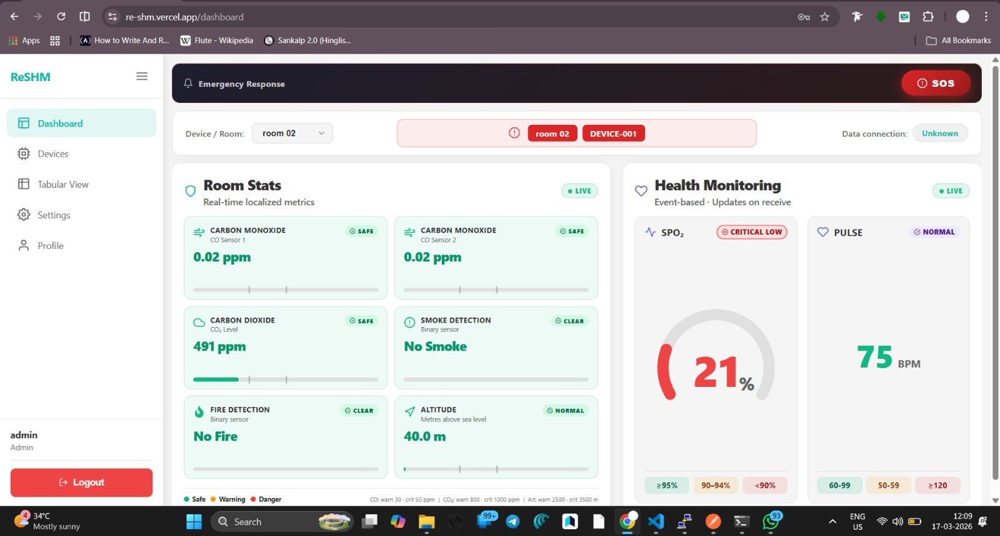 re-shm.vercel.app/dashboard
Apps
How to Write And R...
W Flute - Wikipedia
Sankalp 2.0 (Hinglis...
All Bookmarks
ReSHM
Dashboard
Devices
Tabular View
Settings
Profile
admin
Admin
Logout
Emergency Response
SOS
Device / Room:
room 02
room 02
DEVICE-001
Data connection:
Unknown
Room Stats
Real-time localized metrics
LIVE
CARBON MONOXIDE
CO Sensor 1
SAFE
0.02 ppm
CARBON MONOXIDE
CO Sensor 2
SAFE
0.02 ppm
CARBON DIOXIDE
CO₂ Level
SAFE
491 ppm
SMOKE DETECTION
Binary sensor
CLEAR
No Smoke
FIRE DETECTION
Binary sensor
CLEAR
No Fire
ALTITUDE
Metres above sea level
NORMAL
40.0 m
Safe Warning Danger
CO: warn 30 · crit 50 ppm | CO₂: warn 800 · crit 1000 ppm | Alt: warn 2500 · crit 3500 m
Health Monitoring
Event-based · Updates on receive
LIVE
SPO₂
CRITICAL LOW
21%
≥95%
90–94%
<90%
PULSE
NORMAL
75 BPM
60-99
50-59
≥120
4
34°C
Mostly sunny
Search
99+
93
ENG
US
12:09
17-03-2026